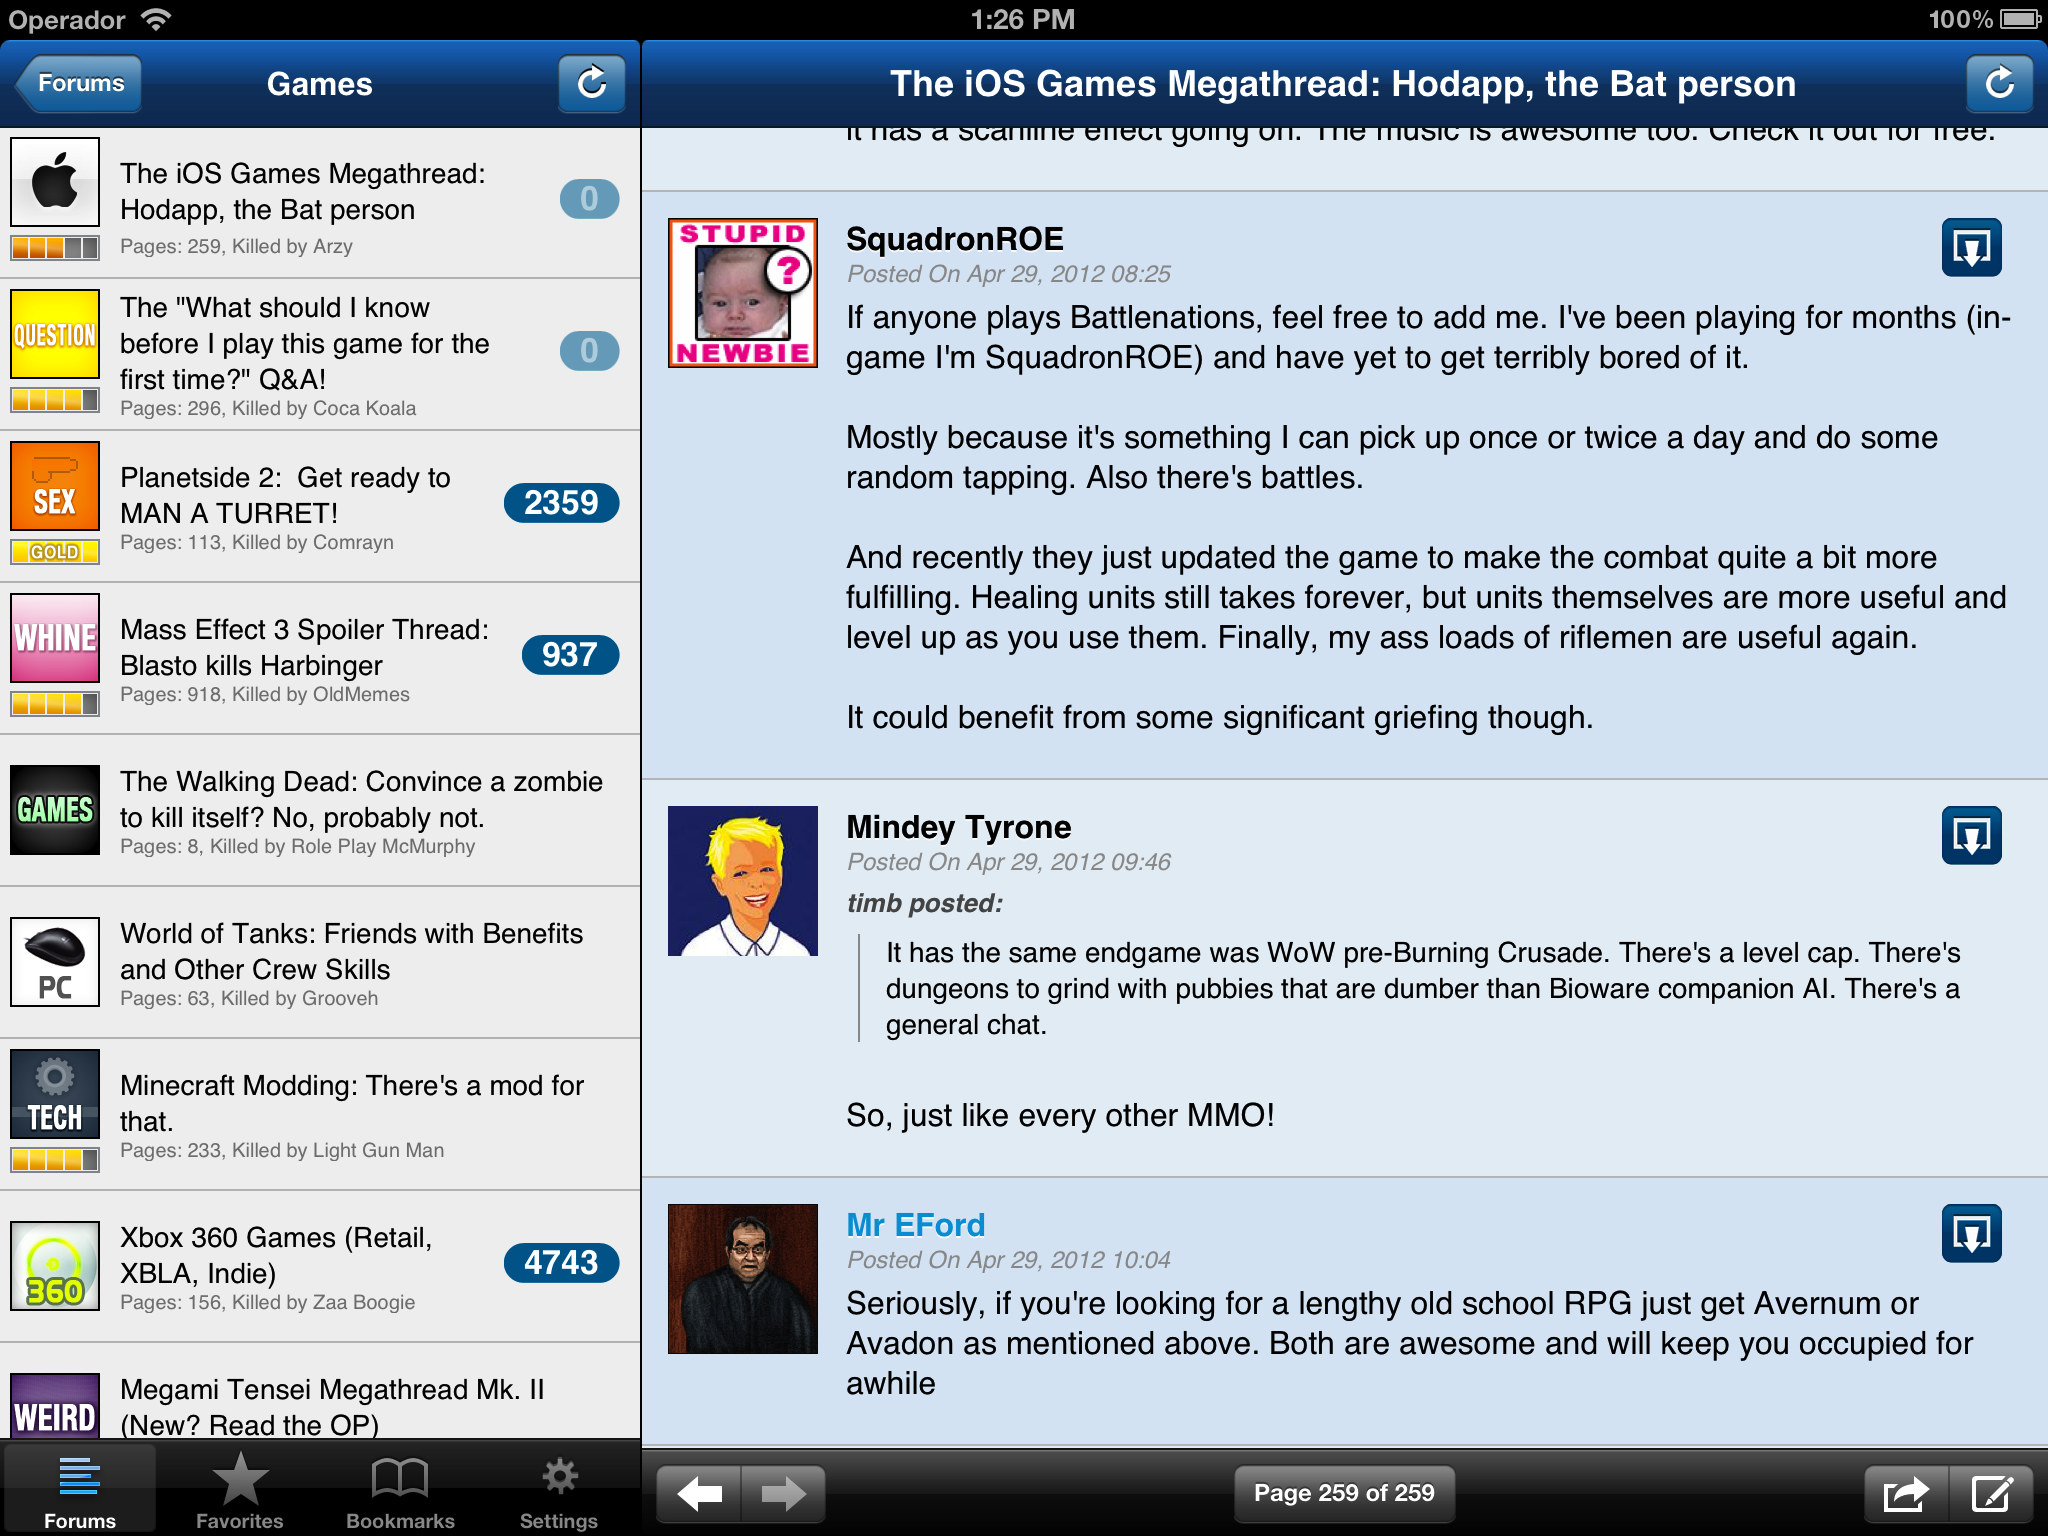 Operador
1:26 PM
100%
Forums
Games
The iOS Games Megathread:
Hodapp, the Bat person
0
Pages: 259, Killed by Arzy
QUESTION
The "What should I know
before I play this game for the
first time?" Q&A!
0
Pages: 296, Killed by Coca Koala
SEX
GOLD
Planetside 2:  Get ready to
MAN A TURRET!
2359
Pages: 113, Killed by Comrayn
WHINE
Mass Effect 3 Spoiler Thread:
Blasto kills Harbinger
937
Pages: 918, Killed by OldMemes
GAMES
The Walking Dead: Convince a zombie
to kill itself? No, probably not.
Pages: 8, Killed by Role Play McMurphy
PC
World of Tanks: Friends with Benefits
and Other Crew Skills
Pages: 63, Killed by Grooveh
TECH
Minecraft Modding: There's a mod for
that.
Pages: 233, Killed by Light Gun Man
360
Xbox 360 Games (Retail,
XBLA, Indie)
4743
Pages: 156, Killed by Zaa Boogie
WEIRD
Megami Tensei Megathread Mk. II
(New? Read the OP)
Forums
Favorites
Bookmarks
Settings
The iOS Games Megathread: Hodapp, the Bat person
it has a scanline effect going on. The music is awesome too. Check it out for free.
STUPID
?
NEWBIE
SquadronROE
Posted On Apr 29, 2012 08:25
If anyone plays Battlenations, feel free to add me. I've been playing for months (in-
game I'm SquadronROE) and have yet to get terribly bored of it.
Mostly because it's something I can pick up once or twice a day and do some
random tapping. Also there's battles.
And recently they just updated the game to make the combat quite a bit more
fulfilling. Healing units still takes forever, but units themselves are more useful and
level up as you use them. Finally, my ass loads of riflemen are useful again.
It could benefit from some significant griefing though.
Mindey Tyrone
Posted On Apr 29, 2012 09:46
timb posted:
It has the same endgame was WoW pre-Burning Crusade. There's a level cap. There's
dungeons to grind with pubbies that are dumber than Bioware companion AI. There's a
general chat.
So, just like every other MMO!
Mr EFord
Posted On Apr 29, 2012 10:04
Seriously, if you're looking for a lengthy old school RPG just get Avernum or
Avadon as mentioned above. Both are awesome and will keep you occupied for
awhile
Page 259 of 259